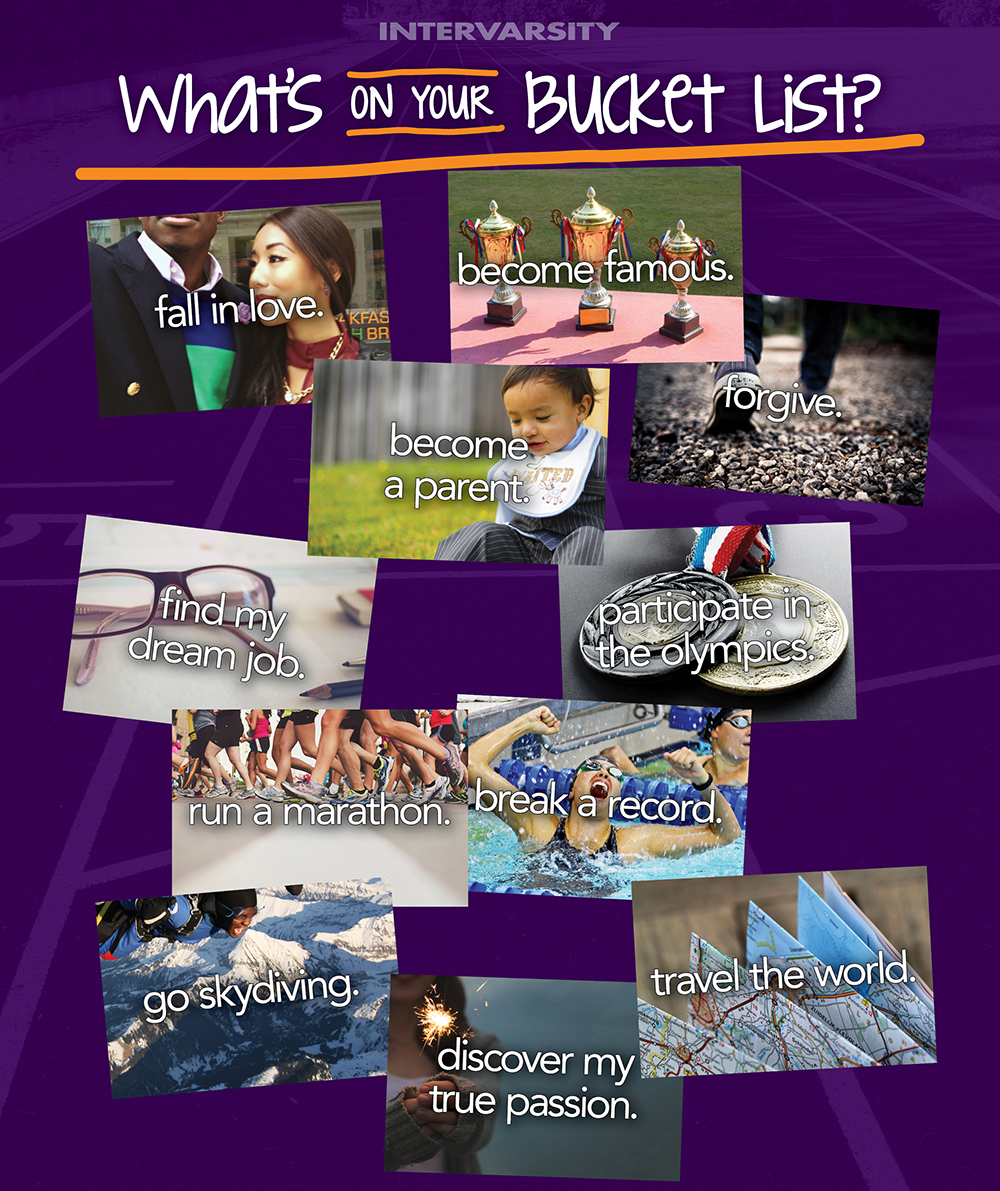 INTERVARSITY
What's ON YOUR Bucket List?
fall in love.
become famous.
forgive.
become
a parent.
find my
dream job.
participate in
the olympics.
run a marathon.
break a record.
go skydiving.
travel the world.
discover my
true passion.